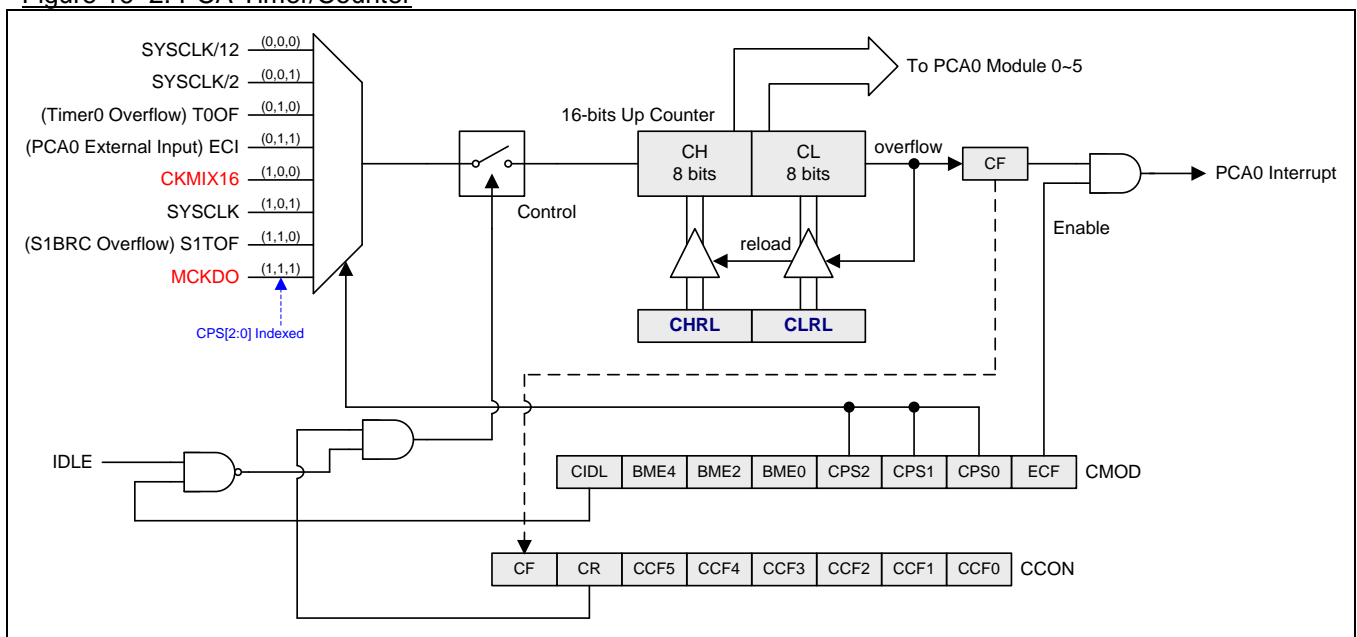 Figure 16-2. PCA Timer/Counter
SYSCLK/12 (0,0,0)
SYSCLK/2 (0,0,1)
(Timer0 Overflow) T0OF (0,1,0)
(PCA0 External Input) ECI (0,1,1)
CKMIX16 (1,0,0)
SYSCLK (1,0,1)
(S1BRC Overflow) S1TOF (1,1,0)
MCKDO (1,1,1)
CPS[2:0] Indexed
Control
To PCA0 Module 0~5
16-bits Up Counter
CH
8 bits
CL
8 bits
overflow
CF
PCA0 Interrupt
Enable
reload
CHRL CLRL
IDLE
CIDL BME4 BME2 BME0 CPS2 CPS1 CPS0 ECF CMOD
CF CR CCF5 CCF4 CCF3 CCF2 CCF1 CCF0 CCON